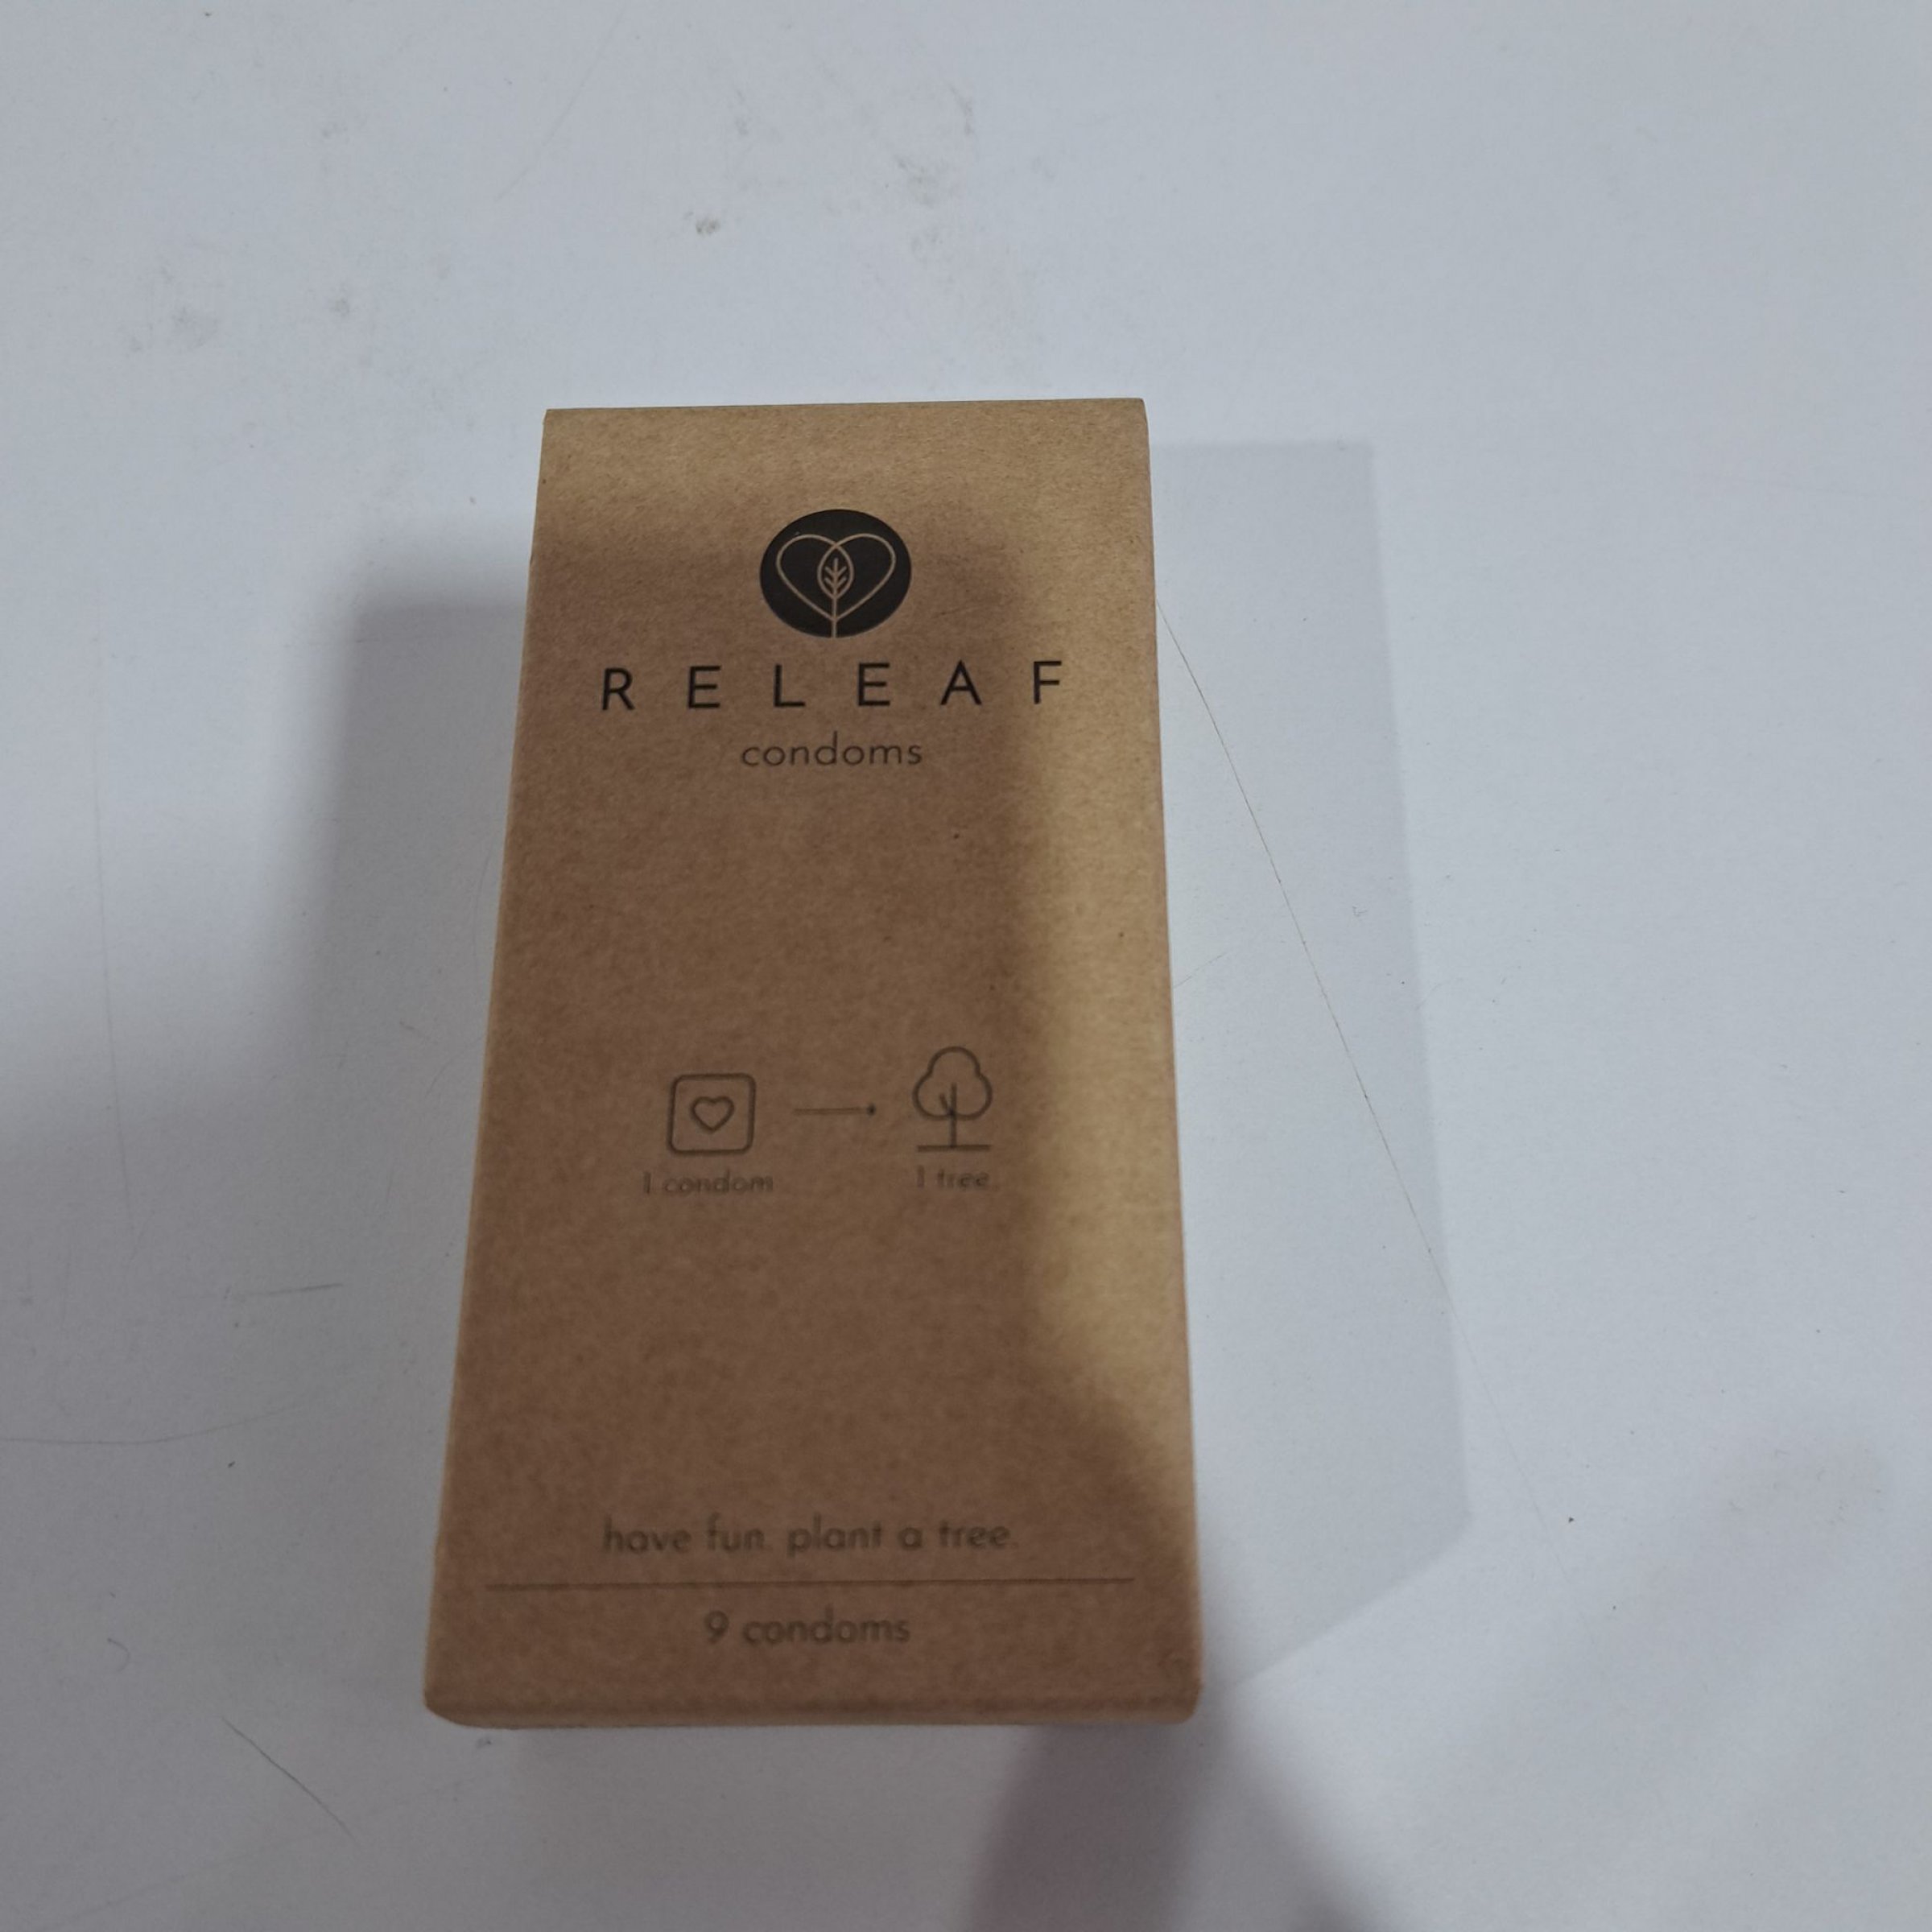 RELEAF
condoms
1 condom 1 tree
have fun. plant a tree.
9 condoms